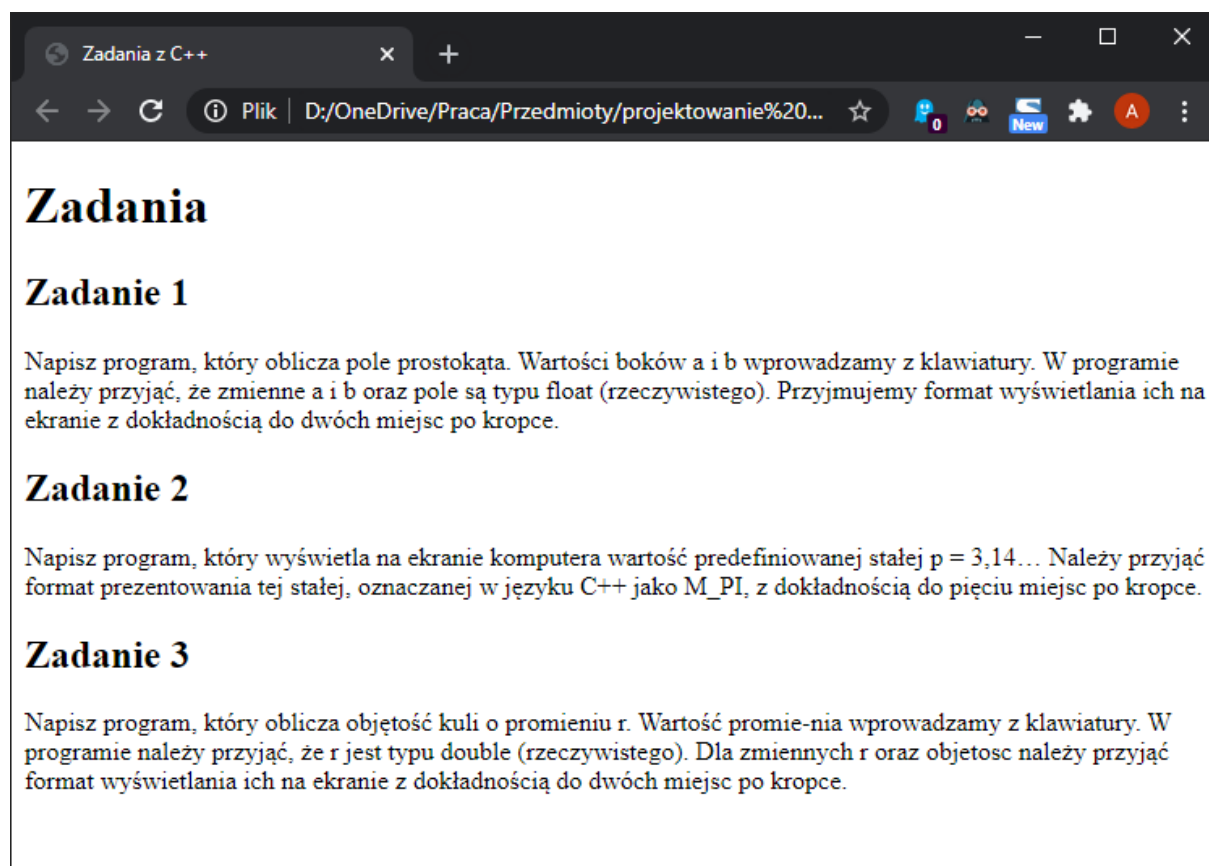 Zadania z C++
Plik D:/OneDrive/Praca/Przedmioty/projektowanie%20...
0
New
A
Zadania
Zadanie 1
Napisz program, który oblicza pole prostokąta. Wartości boków a i b wprowadzamy z klawiatury. W programie
należy przyjąć, że zmienne a i b oraz pole są typu float (rzeczywistego). Przyjmujemy format wyświetlania ich na
ekranie z dokładnością do dwóch miejsc po kropce.
Zadanie 2
Napisz program, który wyświetla na ekranie komputera wartość predefiniowanej stałej p = 3,14… Należy przyjąć
format prezentowania tej stałej, oznaczanej w języku C++ jako M_PI, z dokładnością do pięciu miejsc po kropce.
Zadanie 3
Napisz program, który oblicza objętość kuli o promieniu r. Wartość promie-nia wprowadzamy z klawiatury. W
programie należy przyjąć, że r jest typu double (rzeczywistego). Dla zmiennych r oraz objetosc należy przyjąć
format wyświetlania ich na ekranie z dokładnością do dwóch miejsc po kropce.